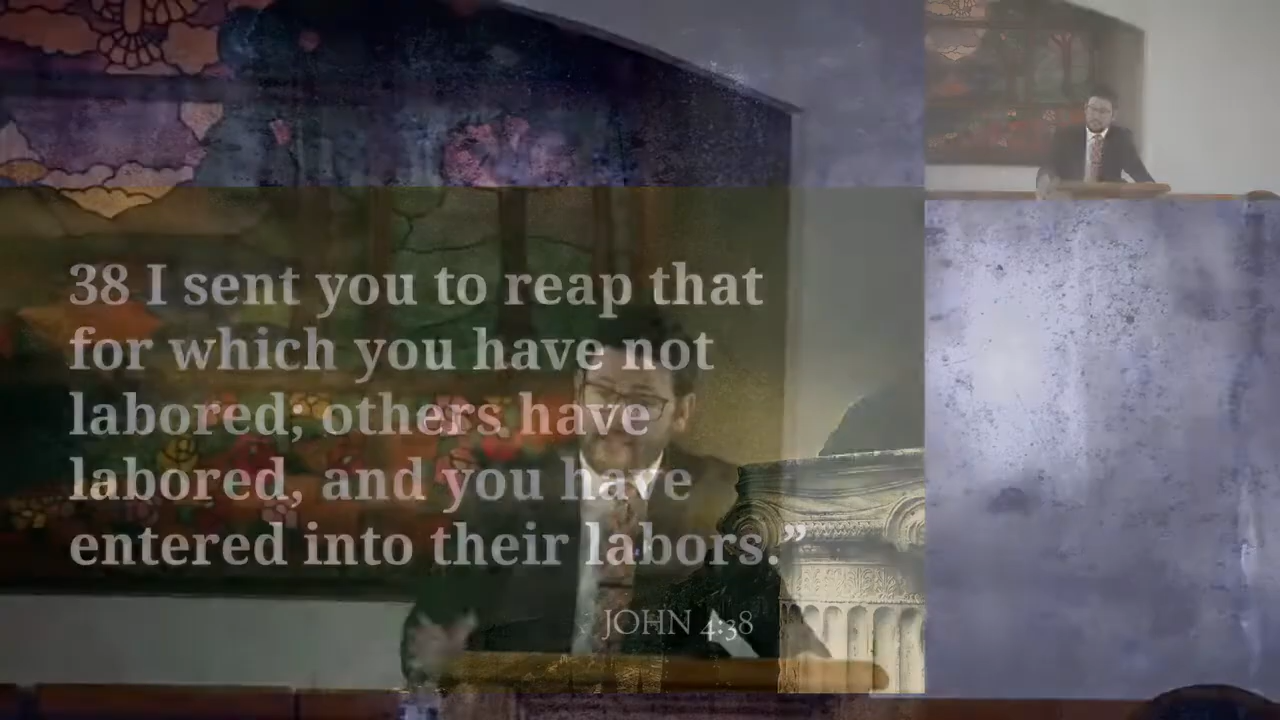 38 I sent you to reap that
for which you have not
labored; others have
labored, and you have
entered into their labors.”
JOHN 4:38